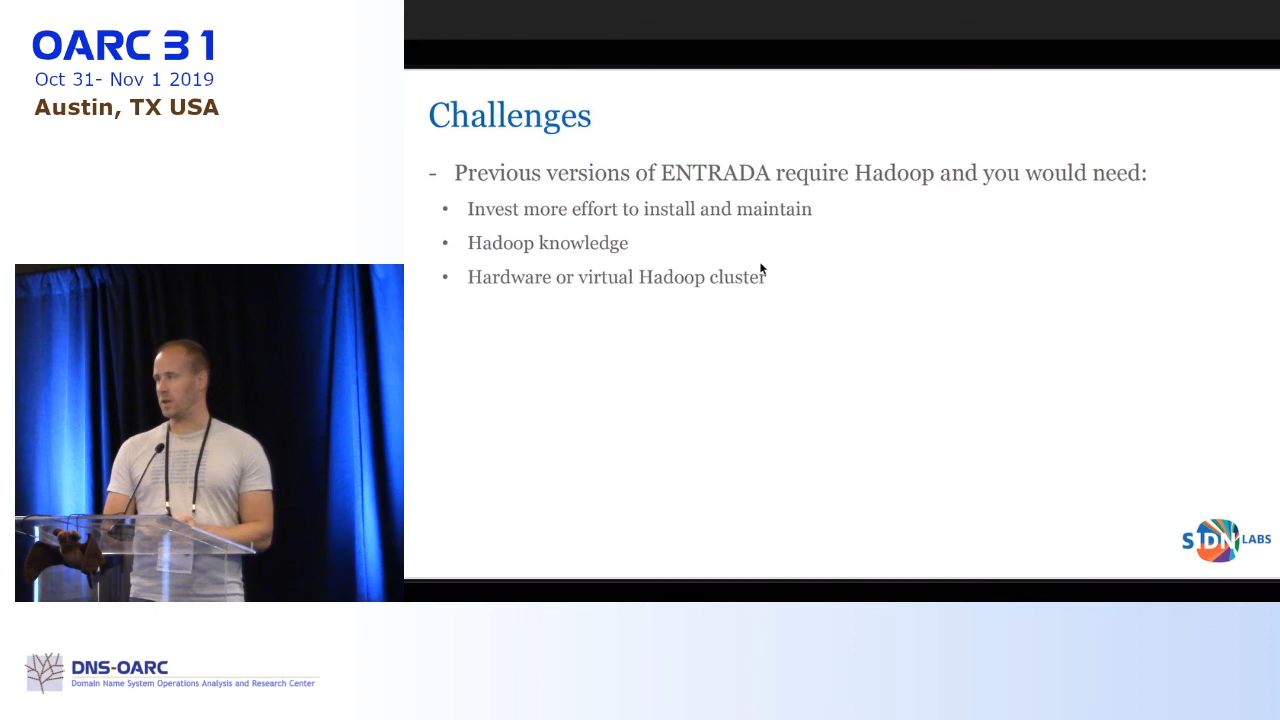 OARC 31
Oct 31- Nov 1 2019
Austin, TX USA
Challenges
- Previous versions of ENTRADA require Hadoop and you would need:
• Invest more effort to install and maintain
• Hadoop knowledge
• Hardware or virtual Hadoop cluster
SIDN LABS
DNS-OARC
Domain Name System Operations Analysis and Research Center